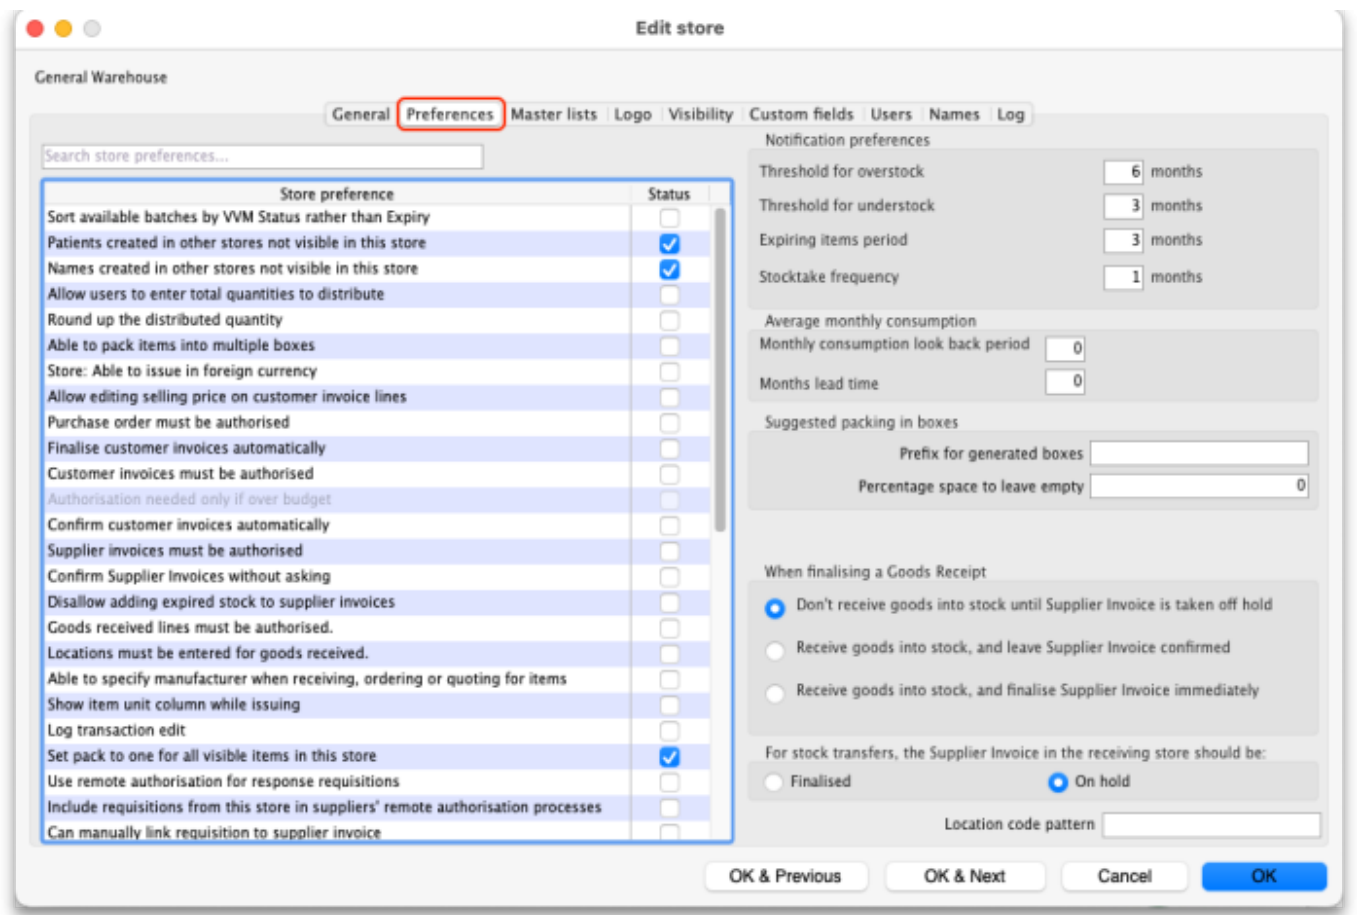 Edit store
General Warehouse
General Preferences Master lists Logo Visibility Custom fields Users Names Log
Search store preferences...
Store preference Status
Sort available batches by VVM Status rather than Expiry
Patients created in other stores not visible in this store
Names created in other stores not visible in this store
Allow users to enter total quantities to distribute
Round up the distributed quantity
Able to pack items into multiple boxes
Store: Able to issue in foreign currency
Allow editing selling price on customer invoice lines
Purchase order must be authorised
Finalise customer invoices automatically
Customer invoices must be authorised
Authorisation needed only if over budget
Confirm customer invoices automatically
Supplier invoices must be authorised
Confirm Supplier Invoices without asking
Disallow adding expired stock to supplier invoices
Goods received lines must be authorised.
Locations must be entered for goods received.
Able to specify manufacturer when receiving, ordering or quoting for items
Show item unit column while issuing
Log transaction edit
Set pack to one for all visible items in this store
Use remote authorisation for response requisitions
Include requisitions from this store in suppliers' remote authorisation processes
Can manually link requisition to supplier invoice
Notification preferences
Threshold for overstock 6 months
Threshold for understock 3 months
Expiring items period 3 months
Stocktake frequency 1 months
Average monthly consumption
Monthly consumption look back period 0
Months lead time 0
Suggested packing in boxes
Prefix for generated boxes
Percentage space to leave empty 0
When finalising a Goods Receipt
Don't receive goods into stock until Supplier Invoice is taken off hold
Receive goods into stock, and leave Supplier Invoice confirmed
Receive goods into stock, and finalise Supplier Invoice immediately
For stock transfers, the Supplier Invoice in the receiving store should be:
Finalised On hold
Location code pattern
OK & Previous OK & Next Cancel OK